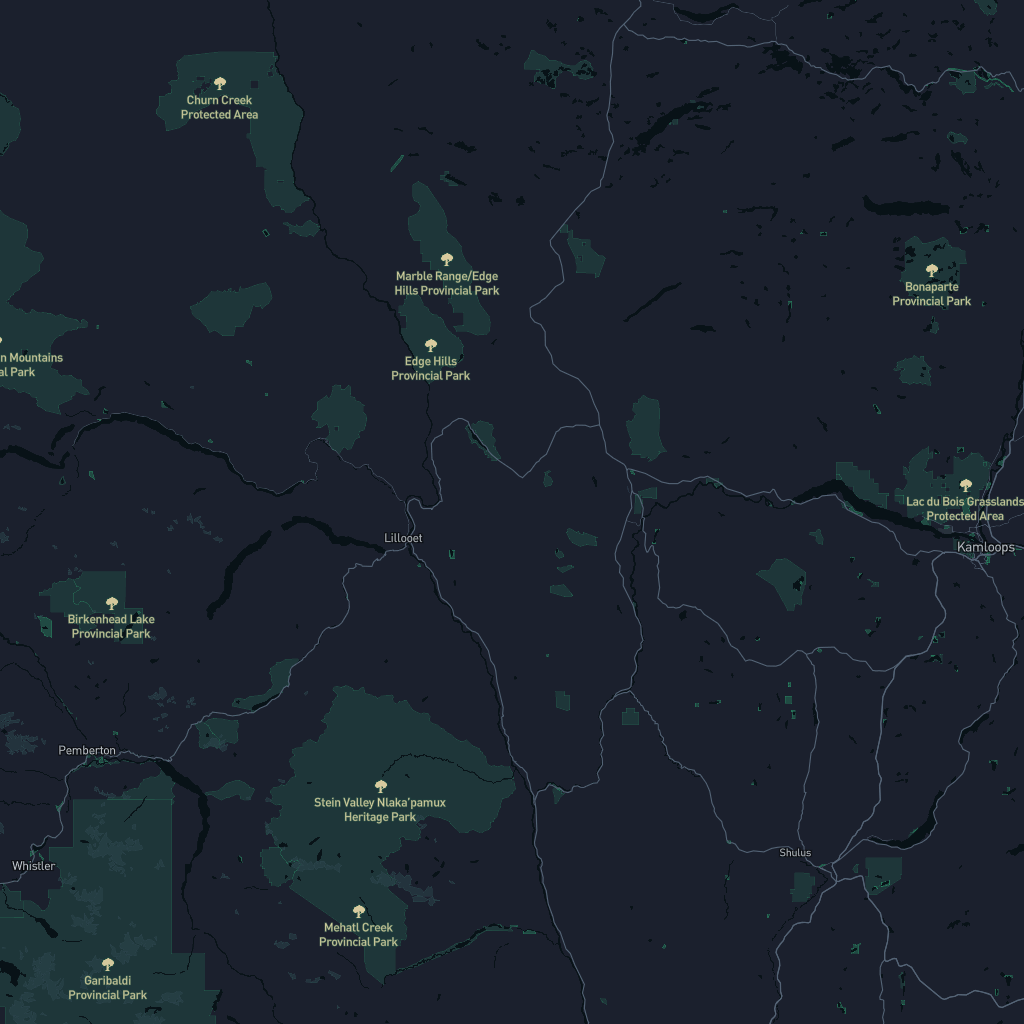 Churn Creek
Protected Area
Marble Range/Edge
Hills Provincial Park
Bonaparte
Provincial Park
n Mountains
al Park
Edge Hills
Provincial Park
Lac du Bois Grasslands
Protected Area
Lillooet
Kamloops
Birkenhead Lake
Provincial Park
Pemberton
Stein Valley Nlaka'pamux
Heritage Park
Shulus
Whistler
Mehatl Creek
Provincial Park
Garibaldi
Provincial Park